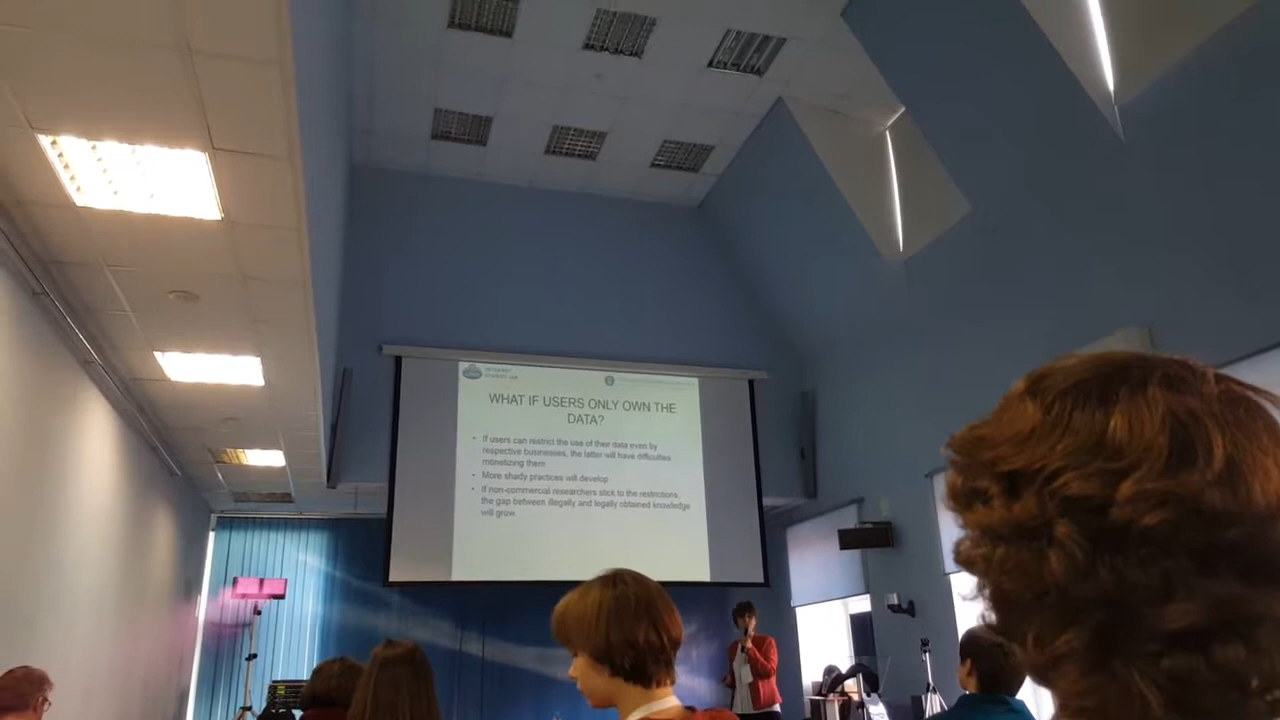 INTERNET
WHAT IF USERS ONLY OWN THE
DATA?
• If users can restrict the use of their data even by
respective businesses, the latter will have difficulties
monetizing them
• More shady practices will develop
• If non-commercial researchers stick to the restrictions,
the gap between illegally and legally obtained knowledge
will grow.